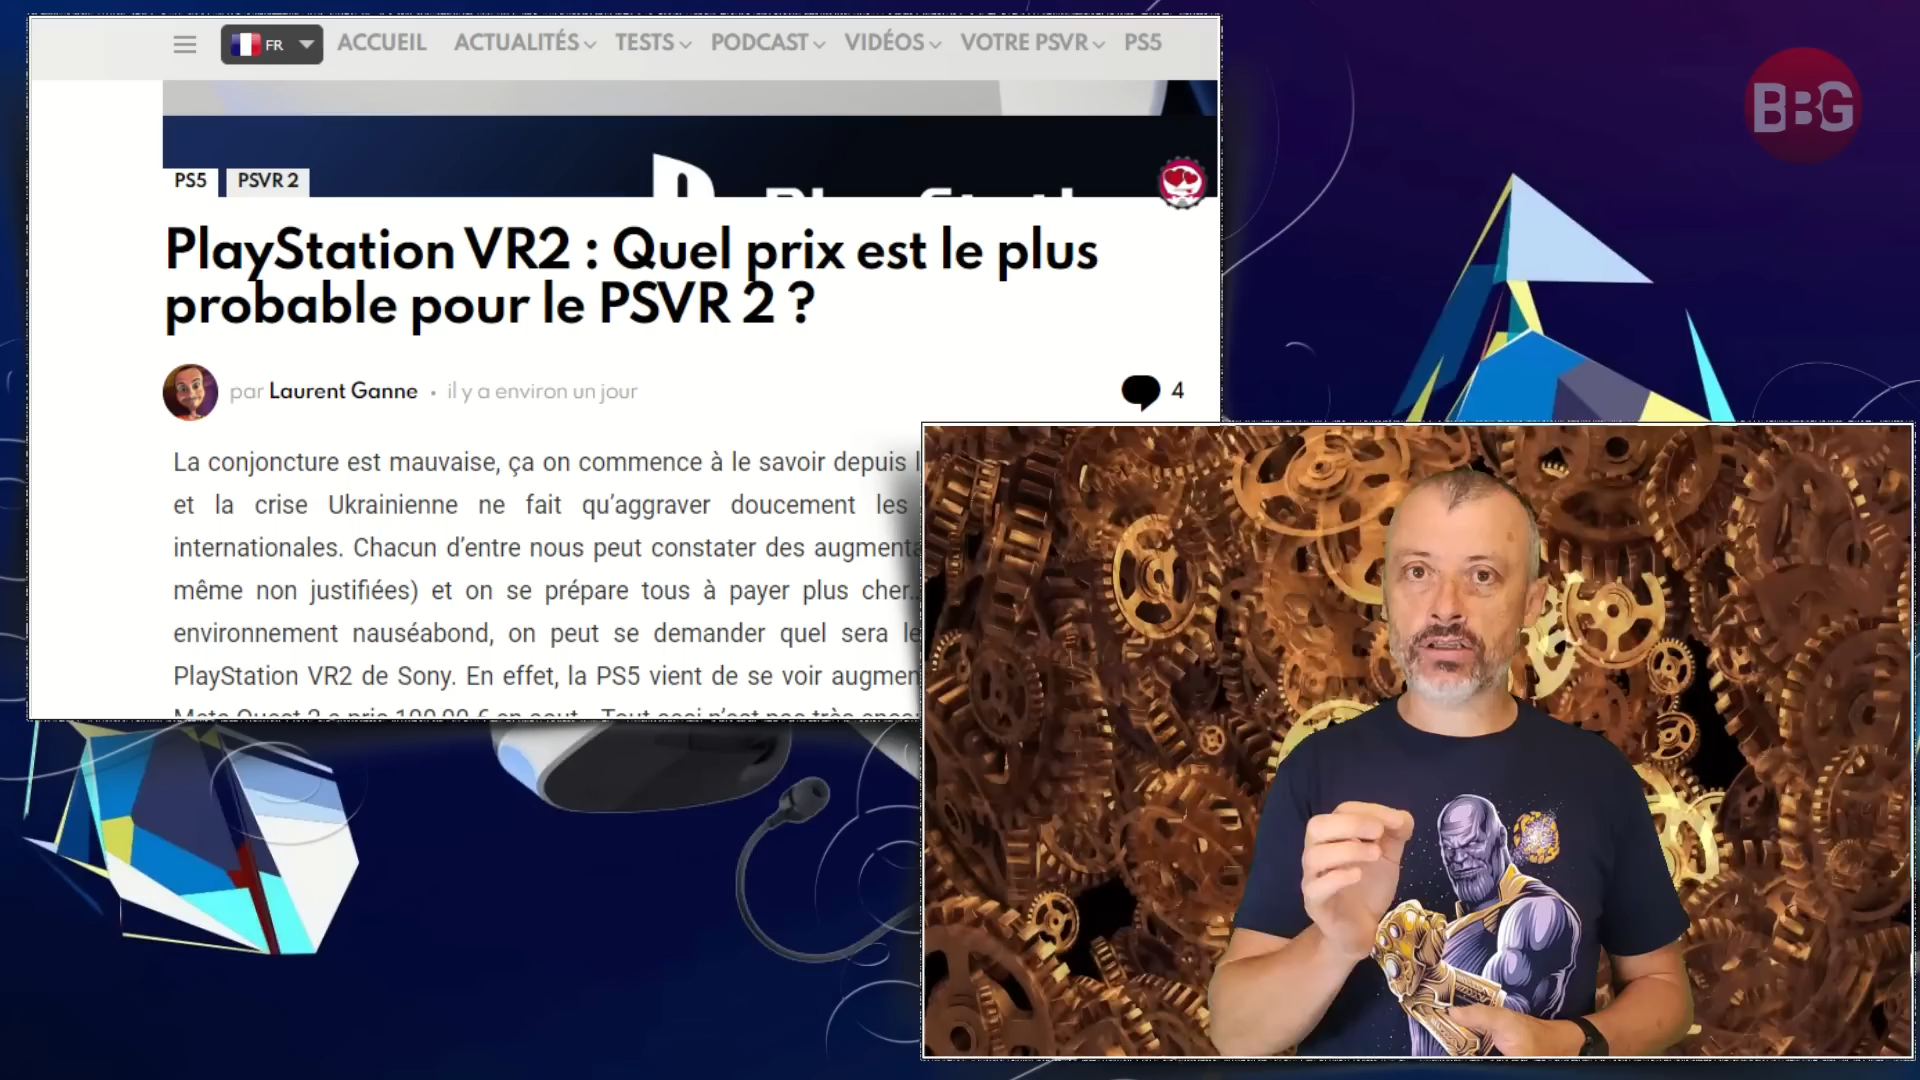 FR ACCUEIL ACTUALITÉS TESTS PODCAST VIDÉOS VOTRE PSVR PS5
BBG
PS5 PSVR 2
PlayStation VR2 : Quel prix est le plus
probable pour le PSVR 2 ?
par Laurent Ganne • il y a environ un jour
4
La conjoncture est mauvaise, ça on commence à le savoir depuis
et la crise Ukrainienne ne fait qu'aggraver doucement les
internationales. Chacun d'entre nous peut constater des
même non justifiées) et on se prépare tous à payer plus cher..
environnement nauséabond, on peut se demander quel sera
PlayStation VR2 de Sony. En effet, la PS5 vient de se voir